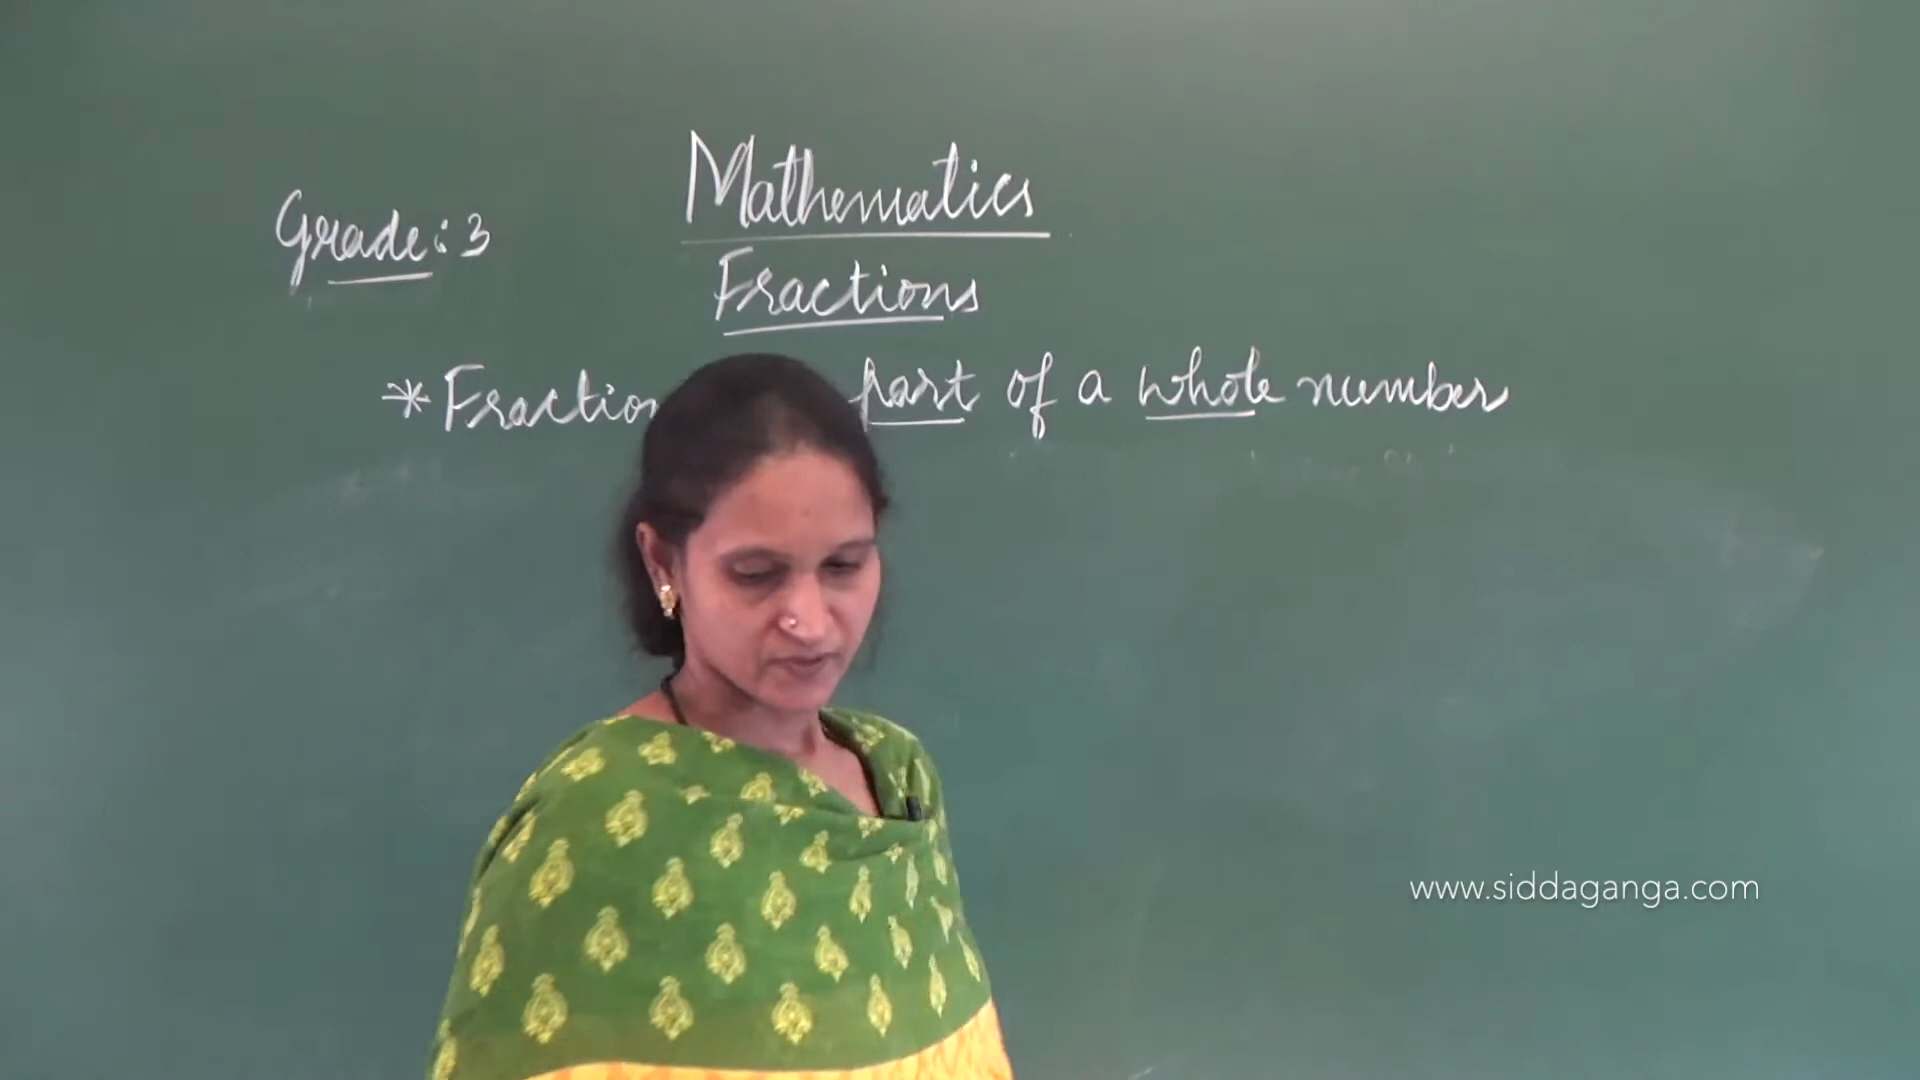 Mathematics
Grade: 3
Fractions
* Fraction part of a whole number
www.siddaganga.com